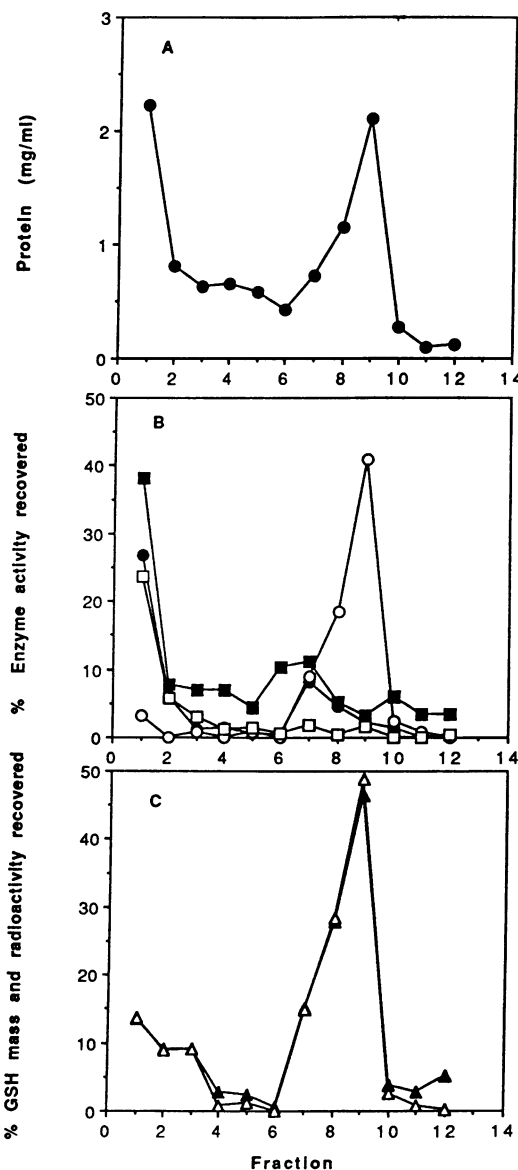 A
Protein (mg/ml)
3
2
1
0
0 2 4 6 8 10 12 14
B
% Enzyme activity recovered
50
40
30
20
10
0
0 2 4 6 8 10 12 14
C
% GSH mass and radioactivity recovered
50
40
30
20
10
0
0 2 4 6 8 10 12 14
Fraction